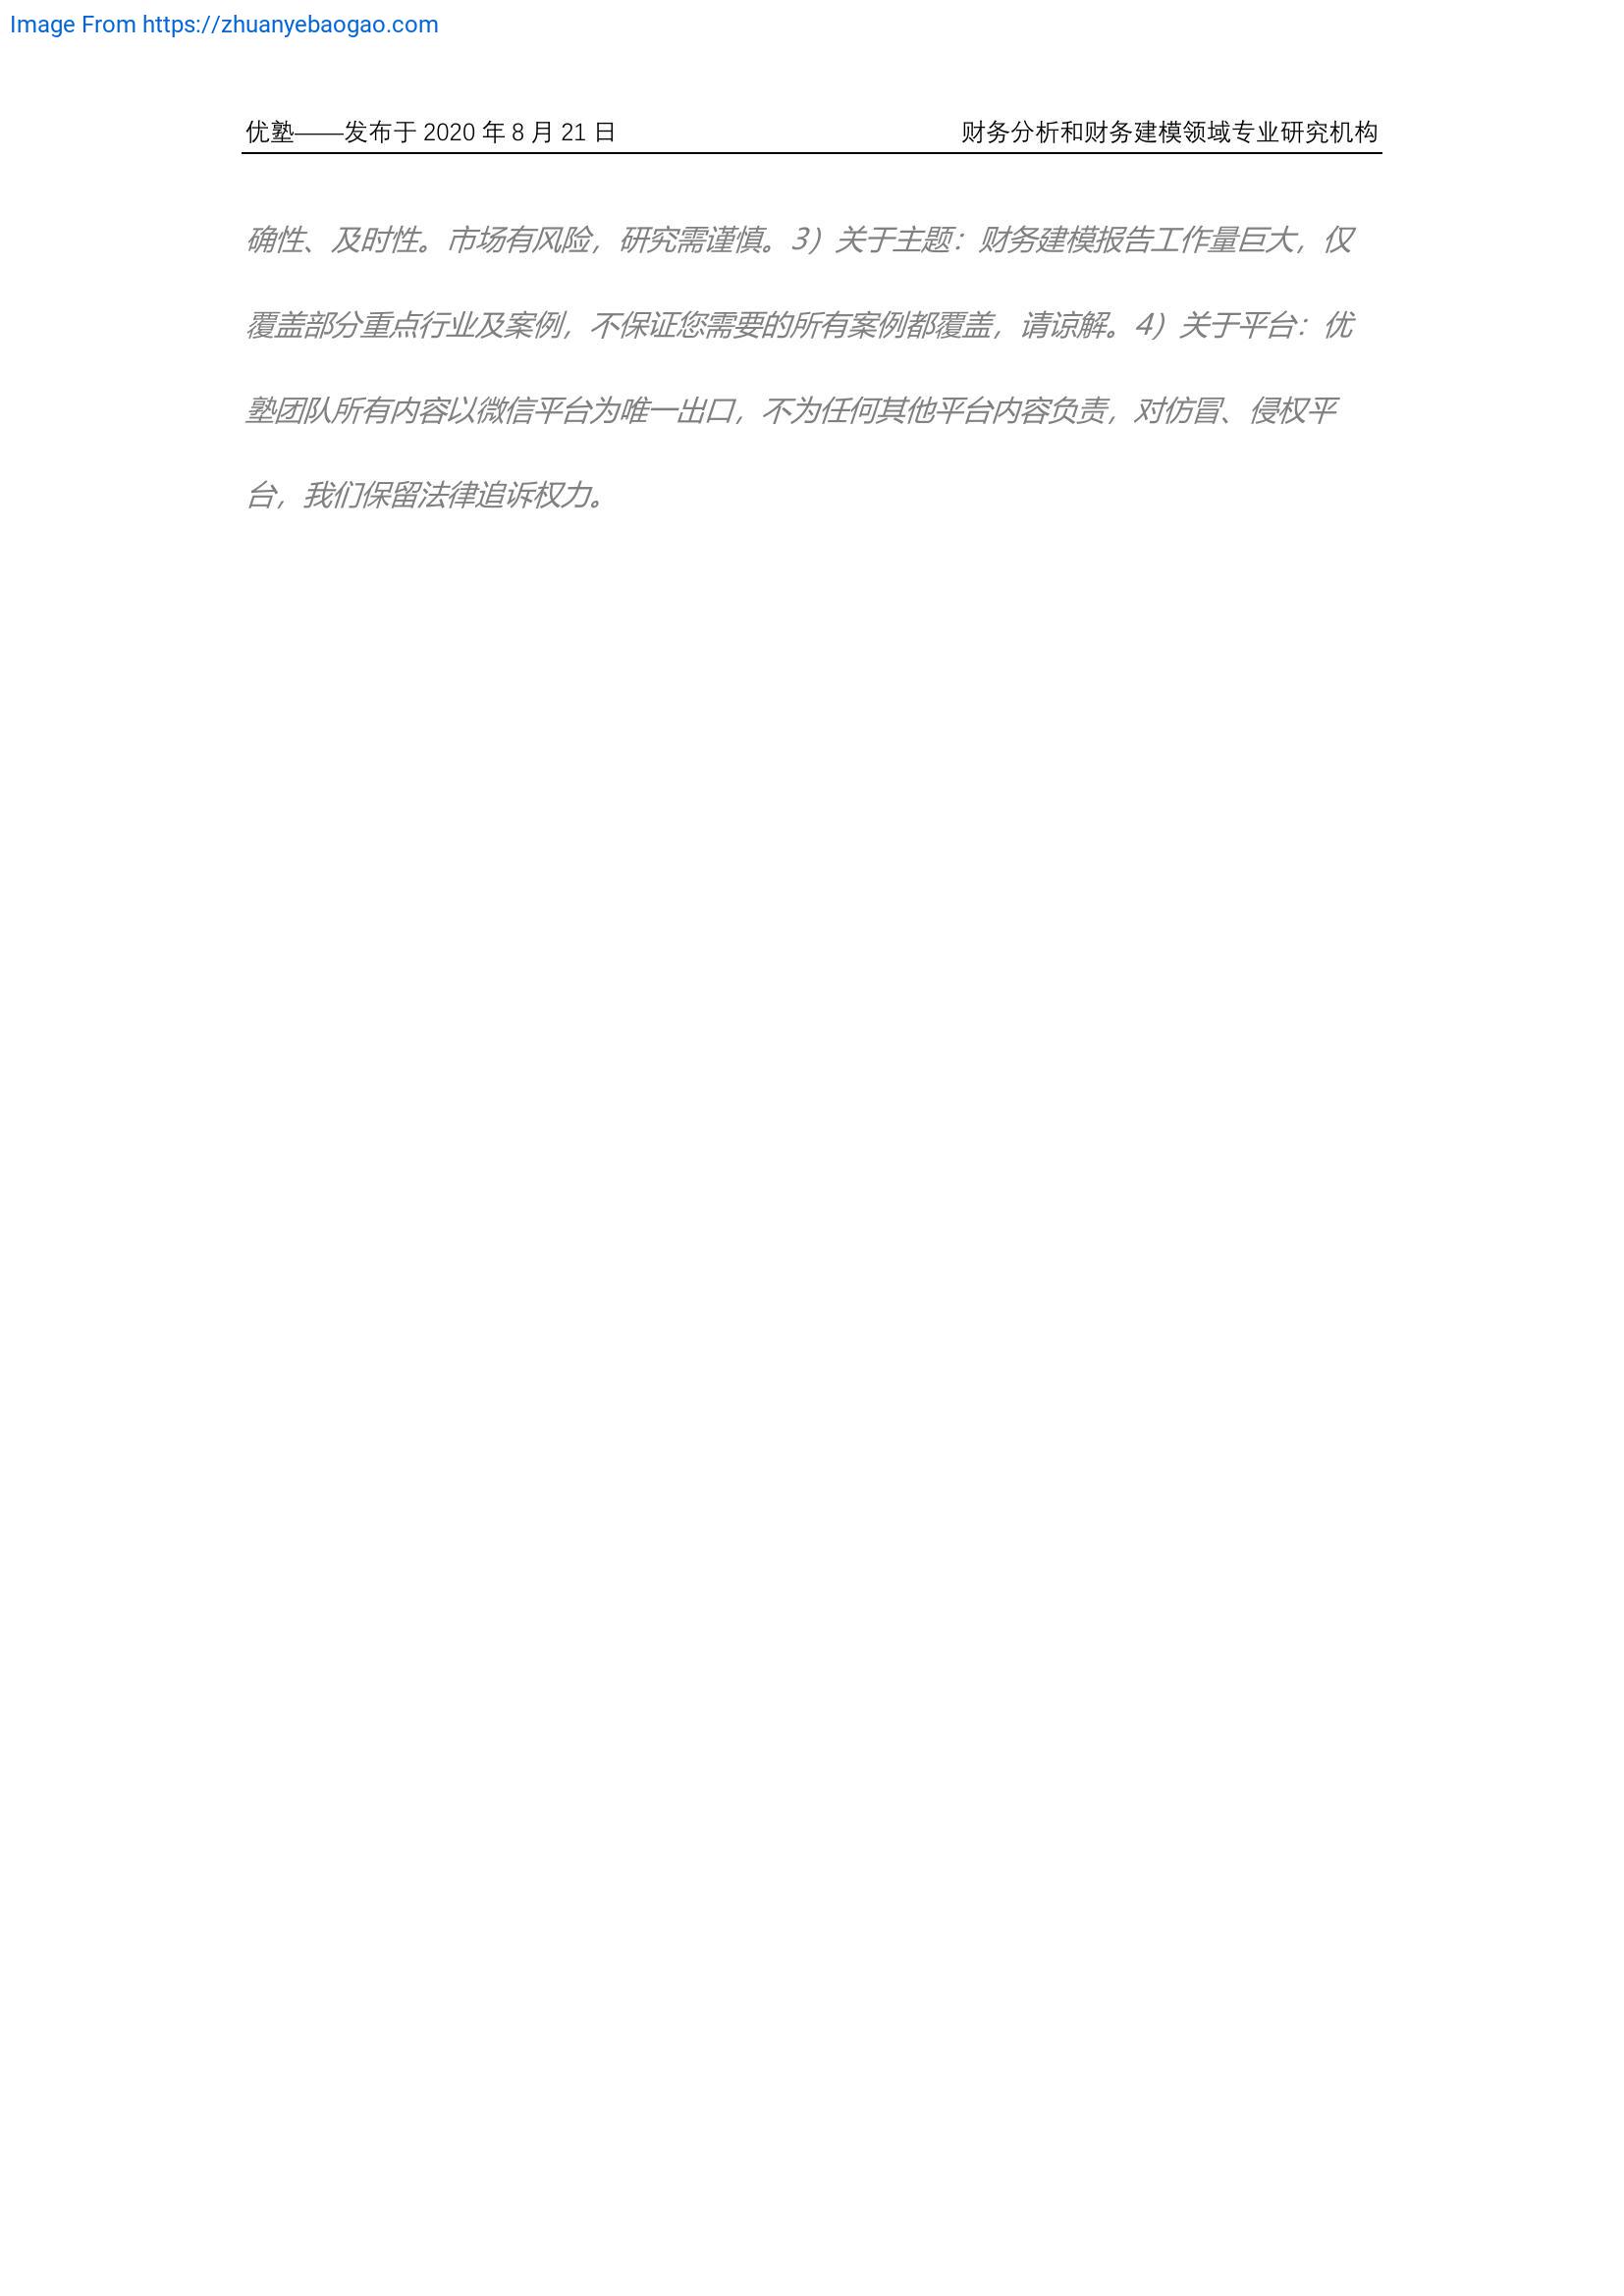 Image From https://zhuanyebaogao.com
优塾——发布于 2020 年 8 月 21 日 财务分析和财务建模领域专业研究机构
确性、及时性。市场有风险，研究需谨慎。3）关于主题：财务建模报告工作量巨大，仅
覆盖部分重点行业及案例，不保证您需要的所有案例都覆盖，请谅解。4）关于平台：优
塾团队所有内容以微信平台为唯一出口，不为任何其他平台内容负责，对仿冒、侵权平
台，我们保留法律追诉权力。